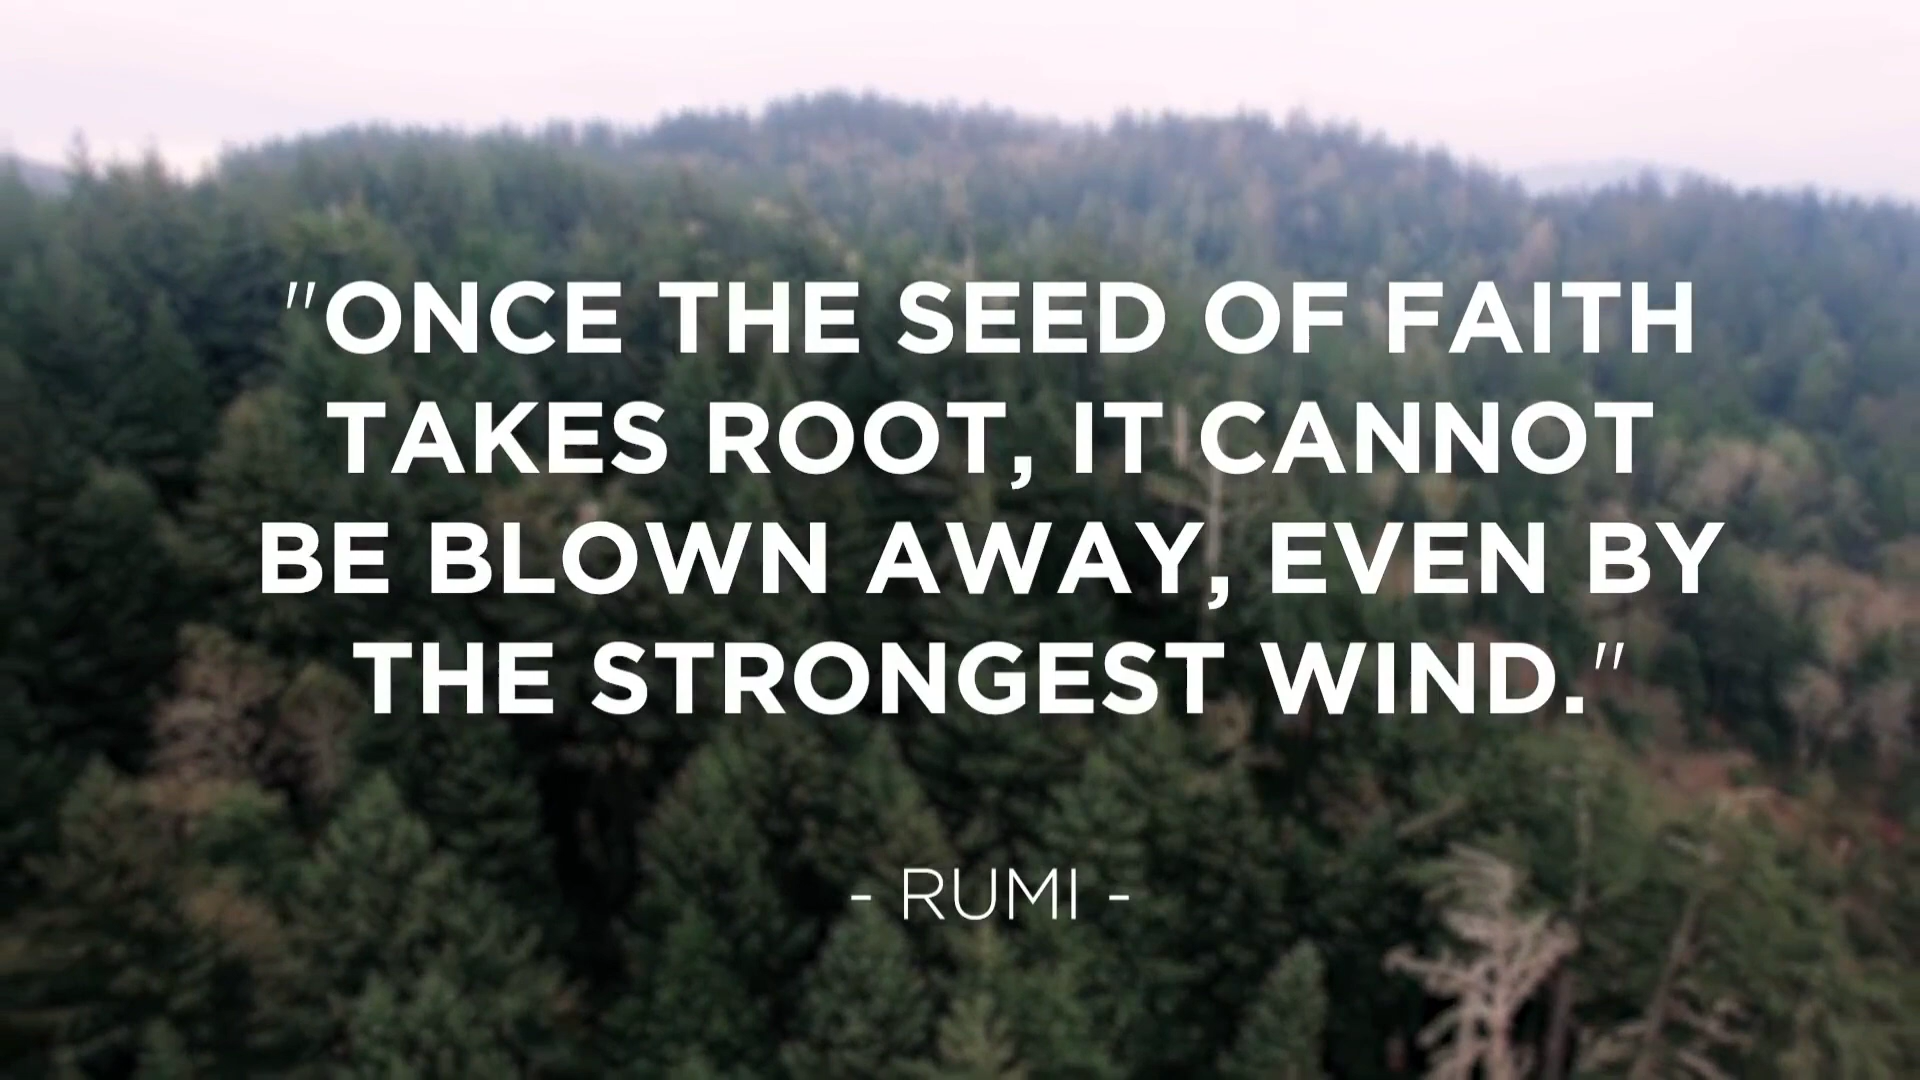 "ONCE THE SEED OF FAITH
TAKES ROOT, IT CANNOT
BE BLOWN AWAY, EVEN BY
THE STRONGEST WIND."
- RUMI -